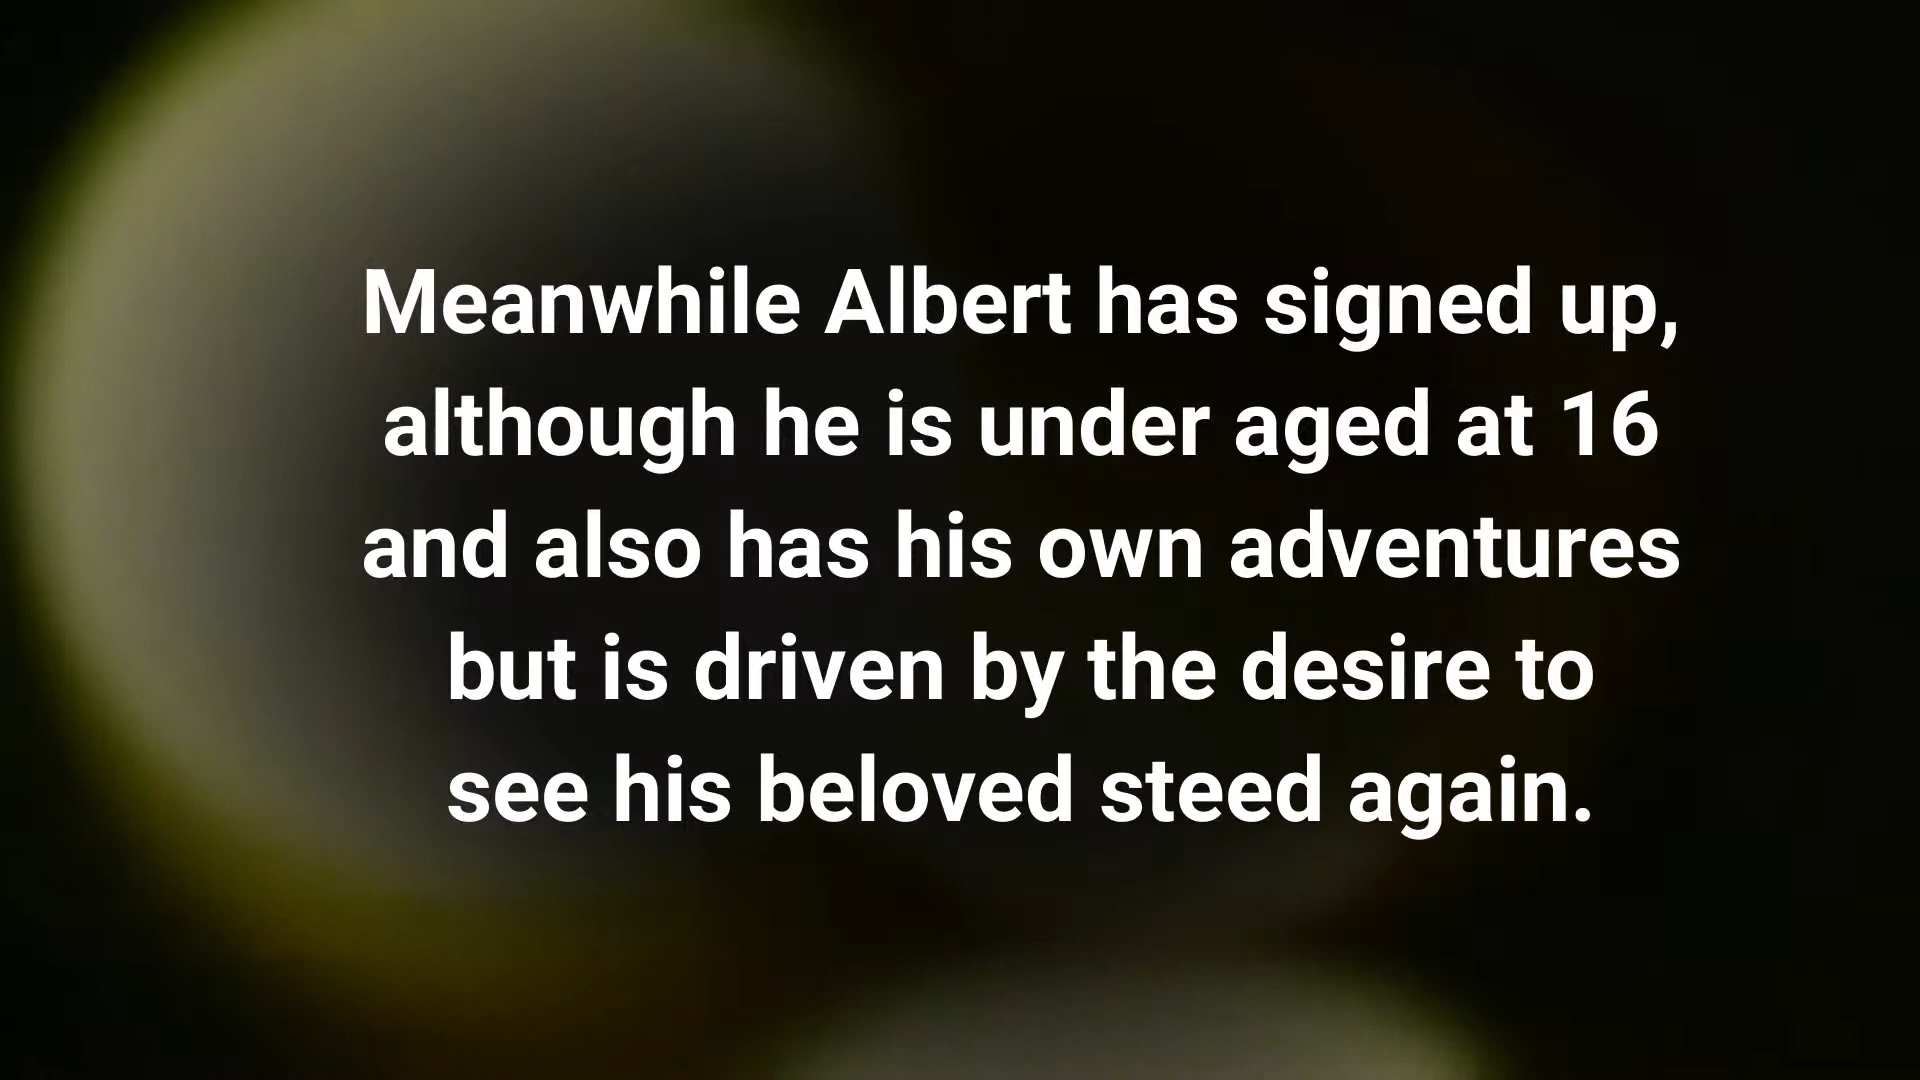 Meanwhile Albert has signed up,
although he is under aged at 16
and also has his own adventures
but is driven by the desire to
see his beloved steed again.